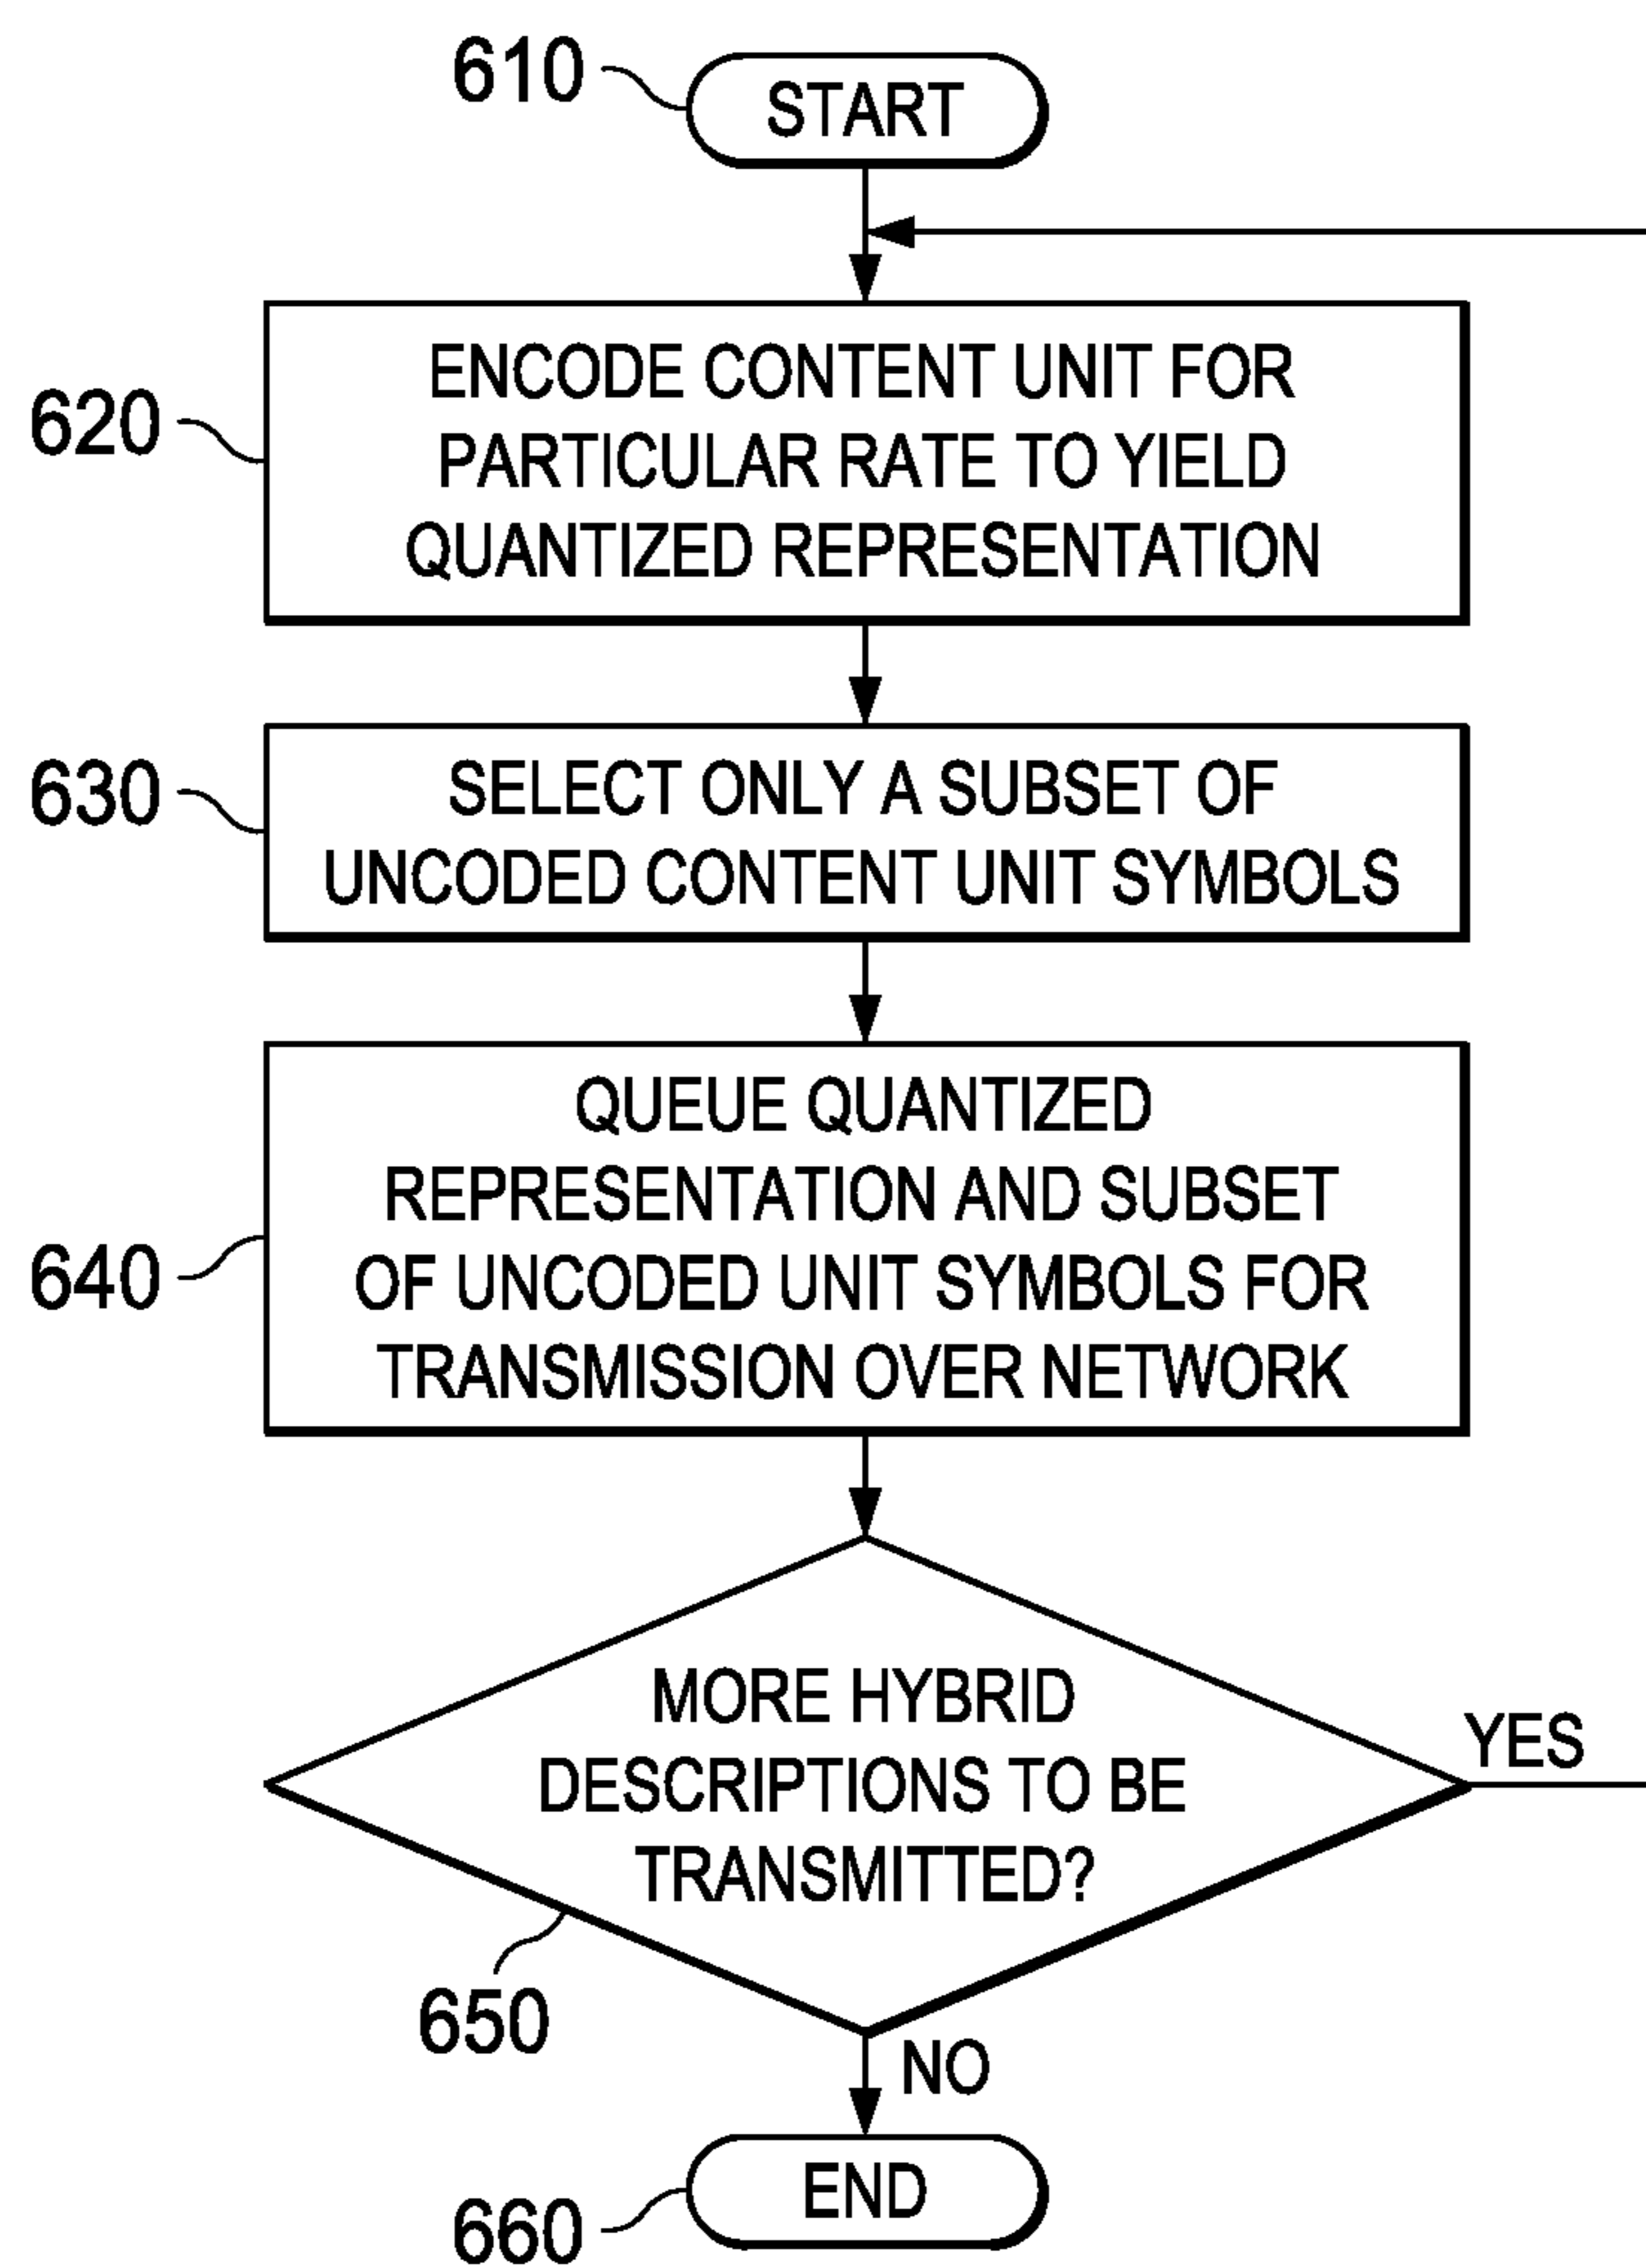 610
START
620
ENCODE CONTENT UNIT FOR
PARTICULAR RATE TO YIELD
QUANTIZED REPRESENTATION
630
SELECT ONLY A SUBSET OF
UNCODED CONTENT UNIT SYMBOLS
640
QUEUE QUANTIZED
REPRESENTATION AND SUBSET
OF UNCODED UNIT SYMBOLS FOR
TRANSMISSION OVER NETWORK
MORE HYBRID
DESCRIPTIONS TO BE
TRANSMITTED?
YES
650
NO
END
660